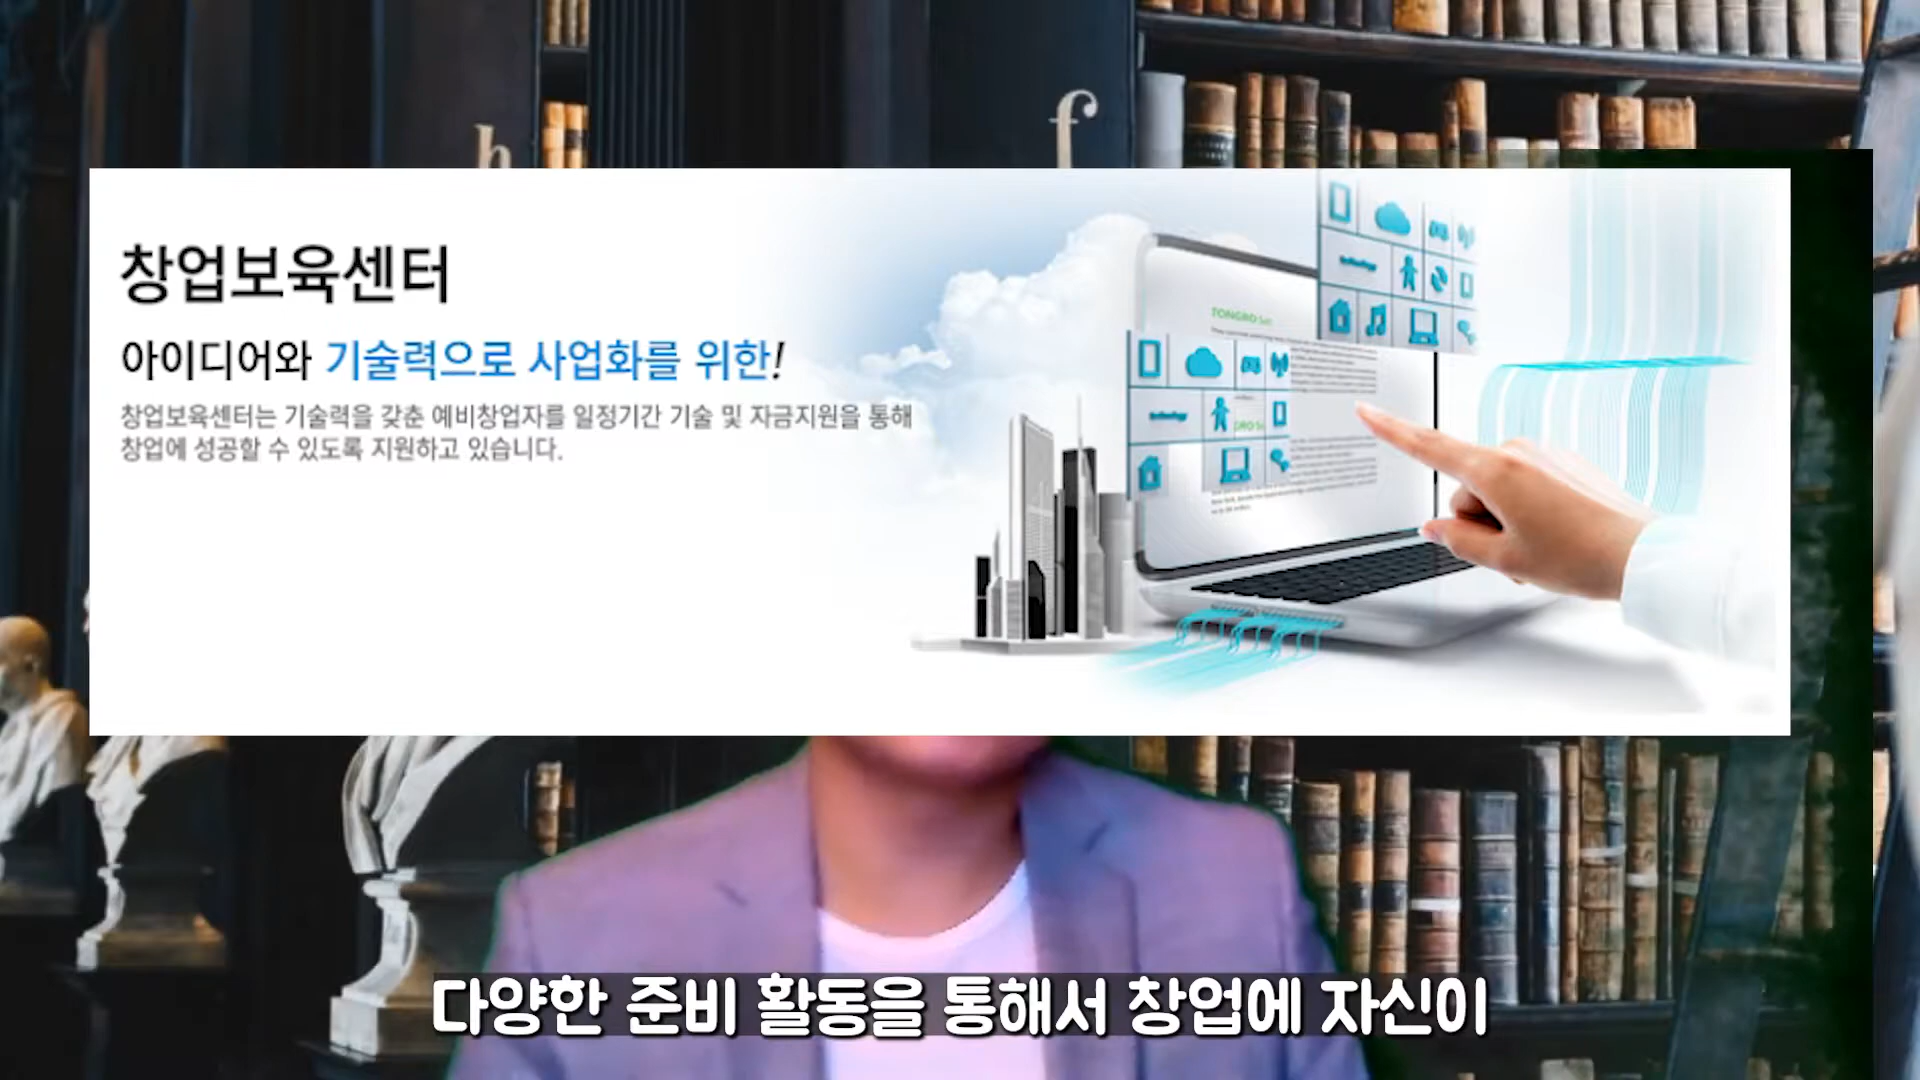 h
f
창업보육센터
아이디어와 기술력으로 사업화를 위한!
창업보육센터는 기술력을 갖춘 예비창업자를 일정기간 기술 및 자금지원을 통해
창업에 성공할 수 있도록 지원하고 있습니다.
TONGRO
다양한 준비 활동을 통해서 창업에 자신이